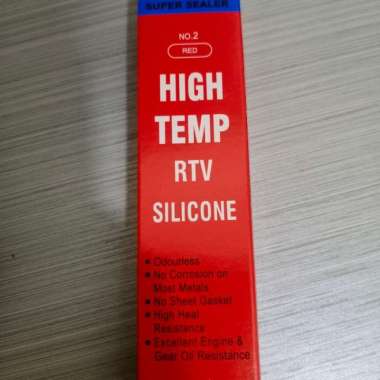 SUPER SEALER
NO.2
RED
HIGH
TEMP
RTV
SILICONE
■ Odourless
■ No Corrosion on
Most Metals
■ No Sheet Gasket
■ High Heat
Resistance
■ Excellent Engine &
Gear Oil Resistance